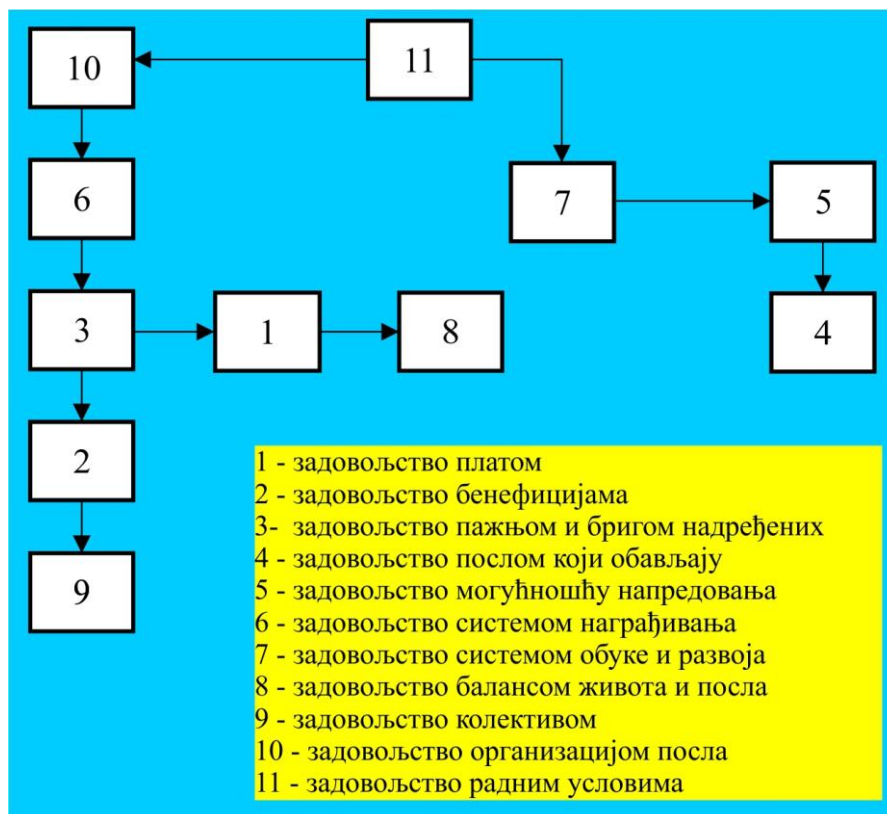 10
11
6
7
5
3
1
8
4
2
9
1 - задовољство платом
2 - задовољство бенефицијама
3-  задовољство пажњом и бригом надређених
4 - задовољство послом који обављају
5 - задовољство могућношћу напредовања
6 - задовољство системом награђивања
7 - задовољство системом обуке и развоја
8 - задовољство балансом живота и посла
9 - задовољство колективом
10 - задовољство организацијом посла
11 - задовољство радним условима